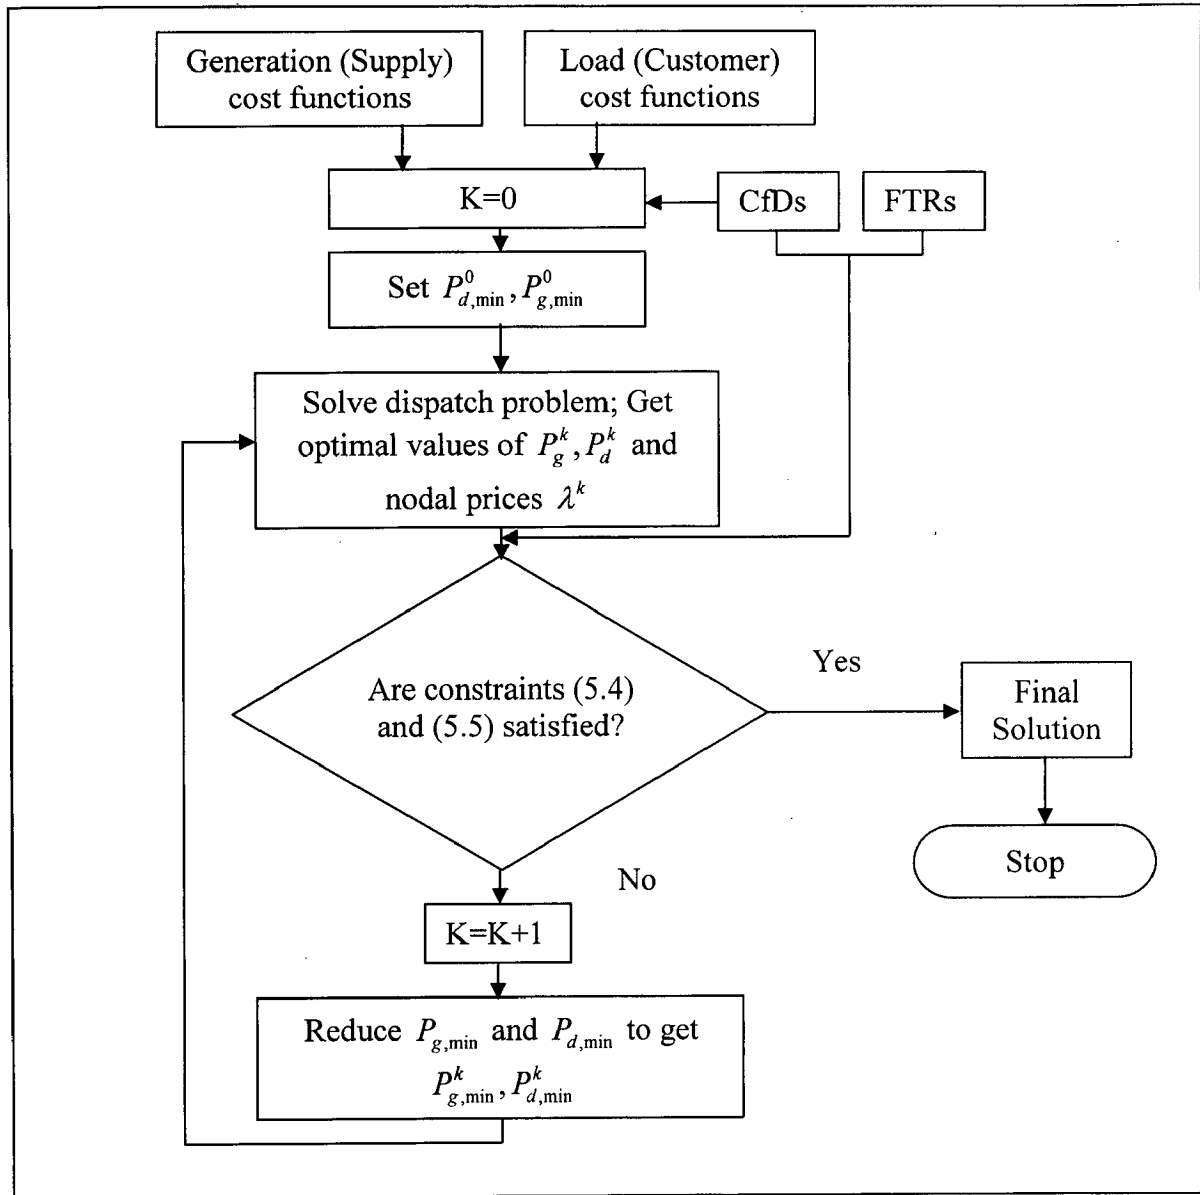 Generation (Supply)
cost functions
Load (Customer)
cost functions
K=0
CfDs
FTRs
Set $P^0_{d,\min}, P^0_{g,\min}$
Solve dispatch problem; Get
optimal values of $P^k_g, P^k_d$ and
nodal prices $\lambda^k$
Are constraints (5.4)
and (5.5) satisfied?
Yes
Final
Solution
Stop
No
K=K+1
Reduce $P_{g,\min}$ and $P_{d,\min}$ to get
$P^k_{g,\min}, P^k_{d,\min}$